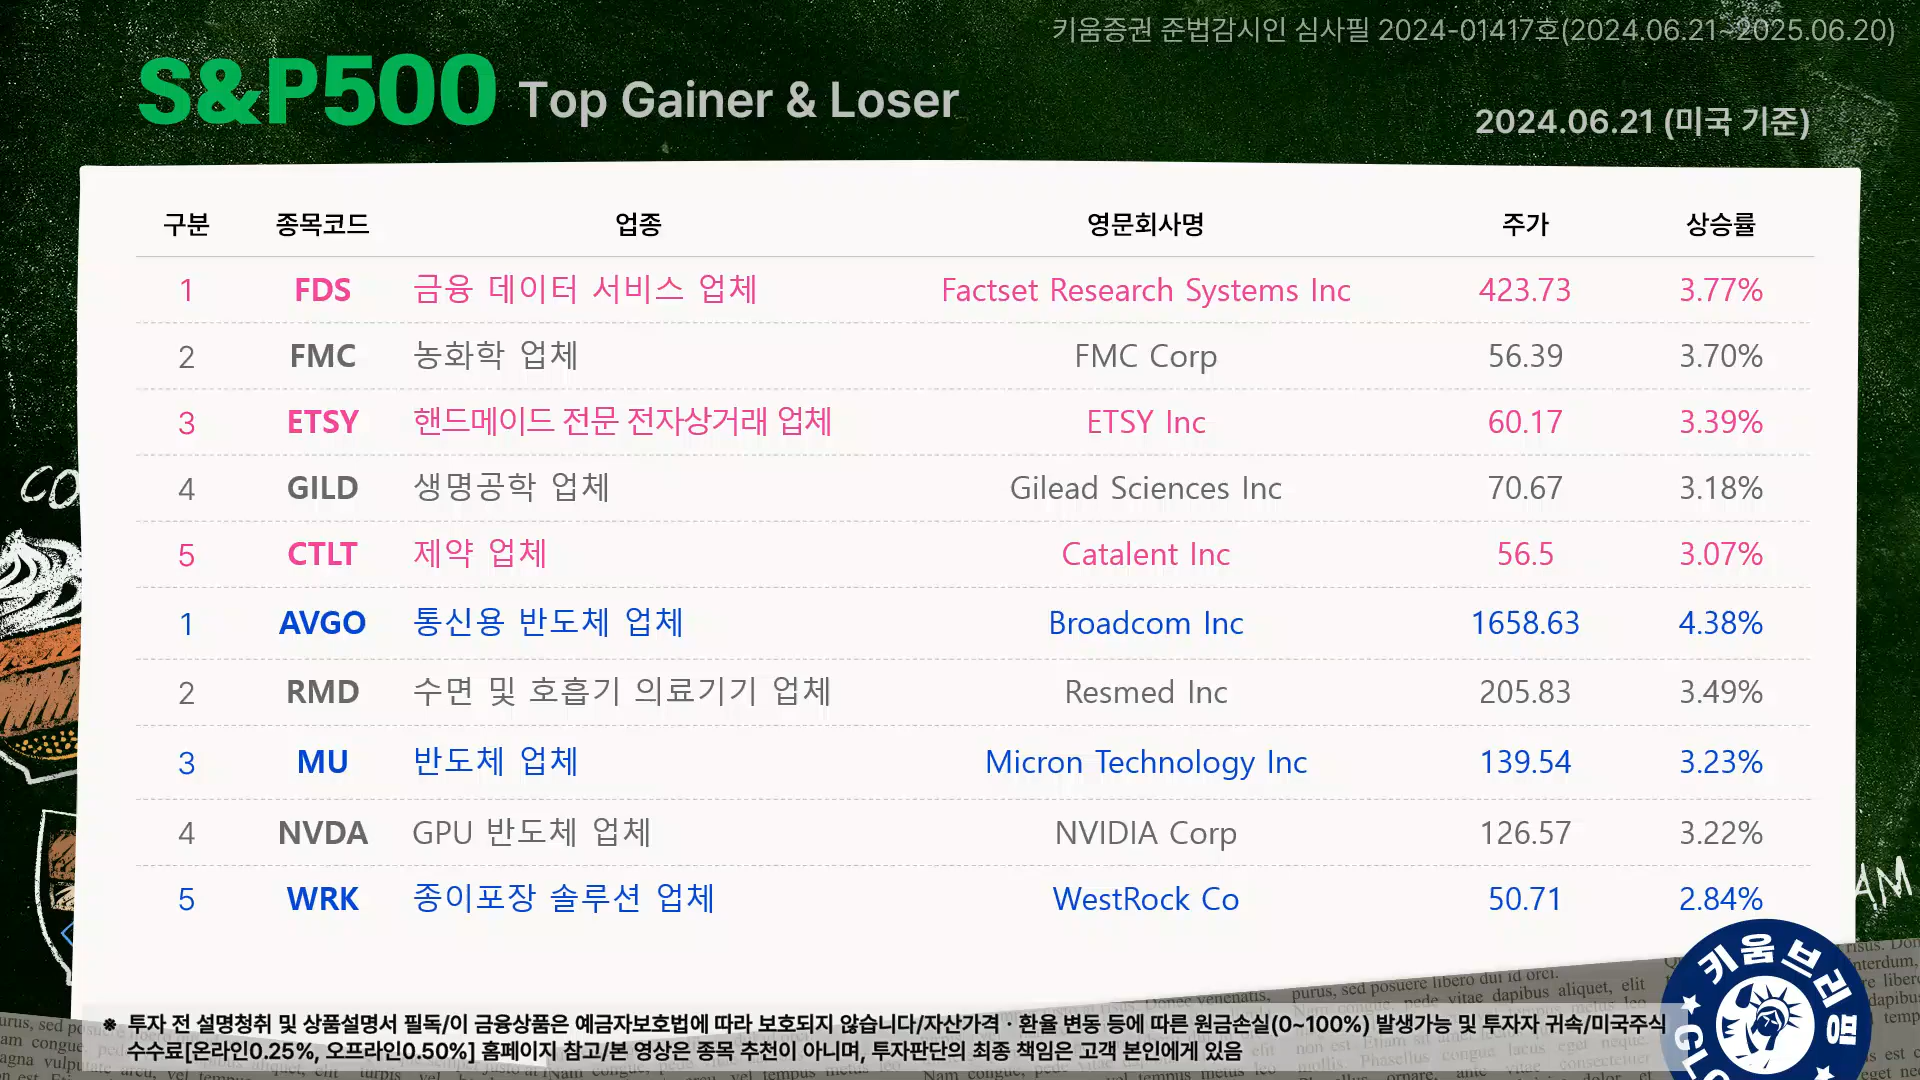 키움증권 준법감시인 심사필 2024-01417호(2024.06.21~2025.06.20)
S&P500 Top Gainer & Loser
2024.06.21 (미국 기준)
구분 종목코드 업종 영문회사명 주가 상승률
1 FDS 금융 데이터 서비스 업체 Factset Research Systems Inc 423.73 3.77%
2 FMC 농화학 업체 FMC Corp 56.39 3.70%
3 ETSY 핸드메이드 전문 전자상거래 업체 ETSY Inc 60.17 3.39%
4 GILD 생명공학 업체 Gilead Sciences Inc 70.67 3.18%
5 CTLT 제약 업체 Catalent Inc 56.5 3.07%
1 AVGO 통신용 반도체 업체 Broadcom Inc 1658.63 4.38%
2 RMD 수면 및 호흡기 의료기기 업체 Resmed Inc 205.83 3.49%
3 MU 반도체 업체 Micron Technology Inc 139.54 3.23%
4 NVDA GPU 반도체 업체 NVIDIA Corp 126.57 3.22%
5 WRK 종이포장 솔루션 업체 WestRock Co 50.71 2.84%
키움브리핑
※ 투자 전 설명청취 및 상품설명서 필독/이 금융상품은 예금자보호법에 따라 보호되지 않습니다/자산가격 · 환율 변동 등에 따른 원금손실(0~100%) 발생가능 및 투자자 귀속/미국주식
수수료[온라인0.25%, 오프라인0.50%] 홈페이지 참고/본 영상은 종목 추천이 아니며, 투자판단의 최종 책임은 고객 본인에게 있음